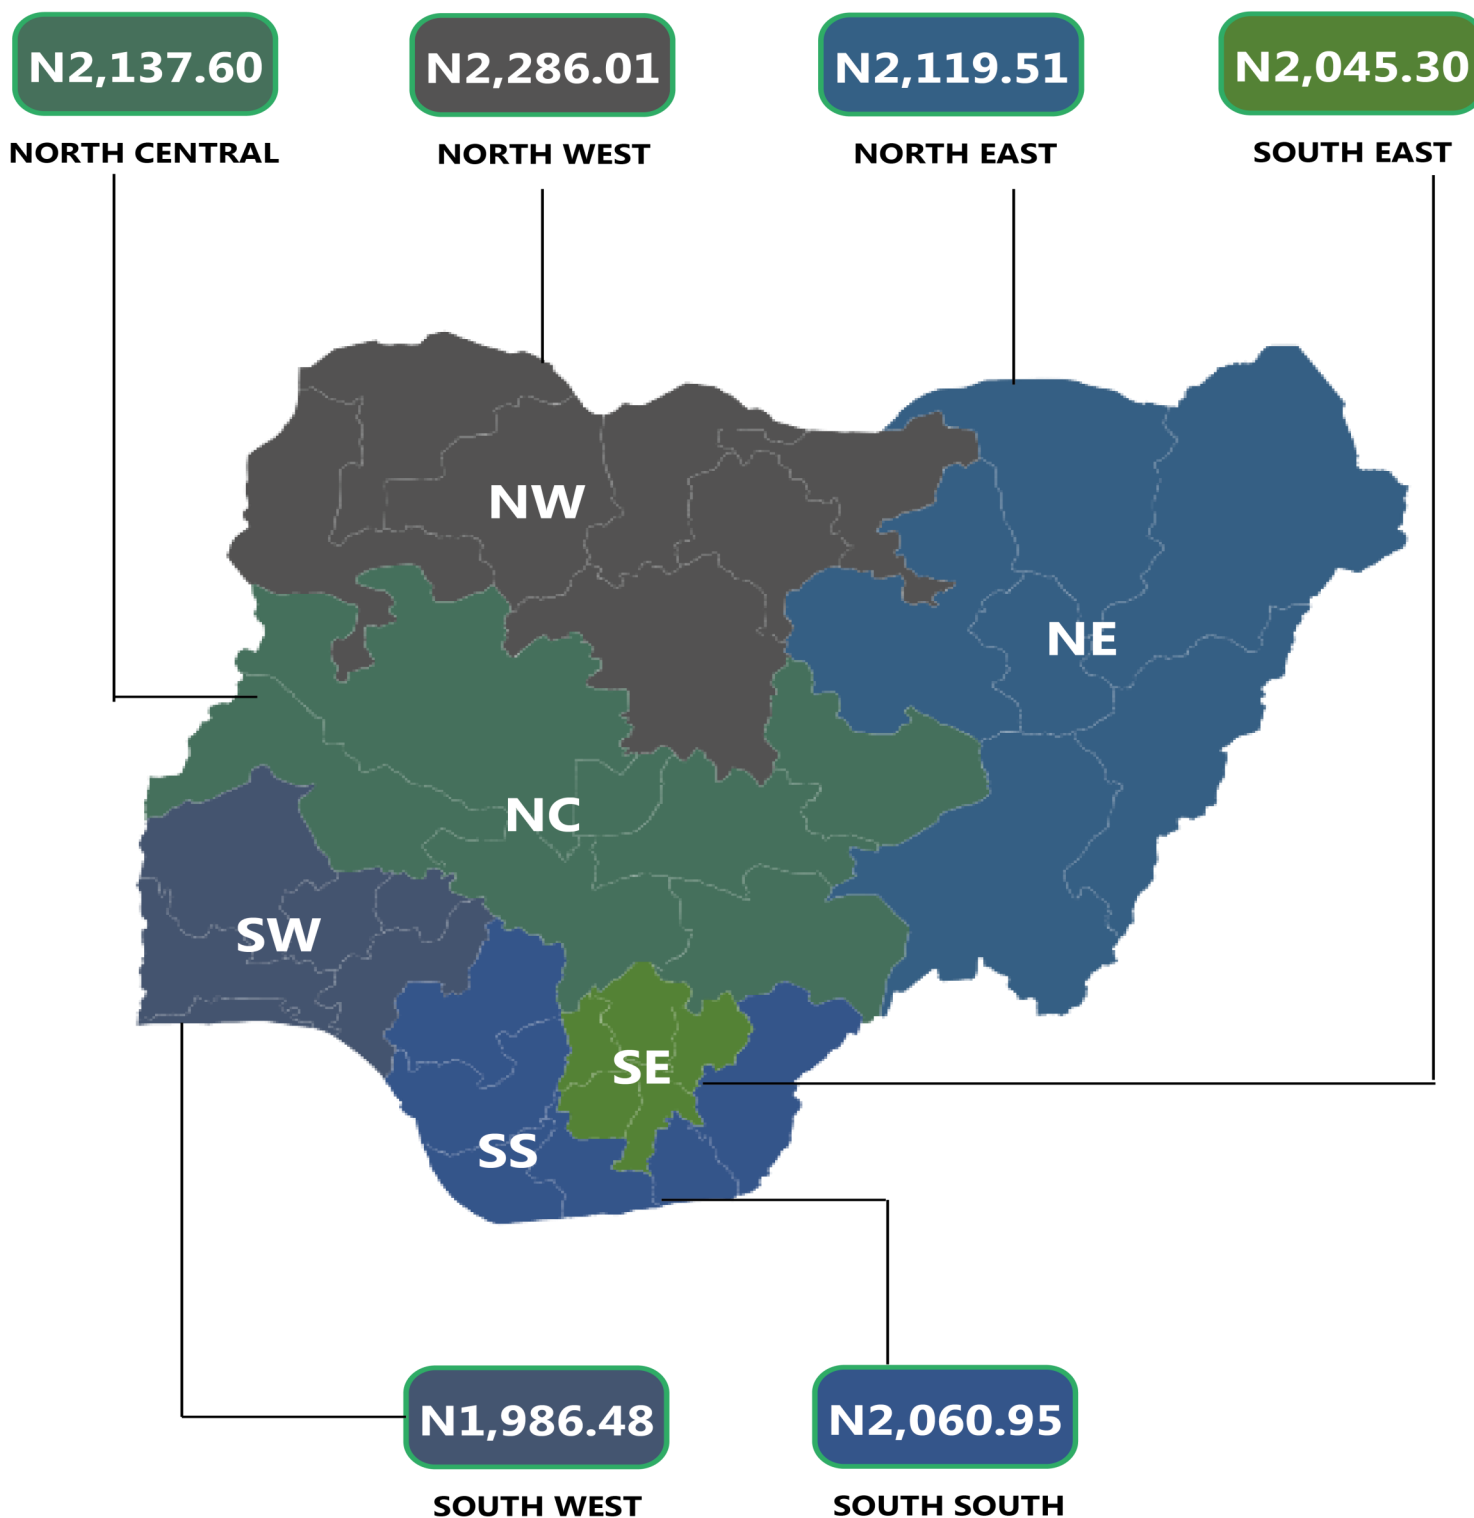 N2,137.60
NORTH CENTRAL
N2,286.01
NORTH WEST
N2,119.51
NORTH EAST
N2,045.30
SOUTH EAST
NW
NE
NC
SW
SE
SS
N1,986.48
SOUTH WEST
N2,060.95
SOUTH SOUTH